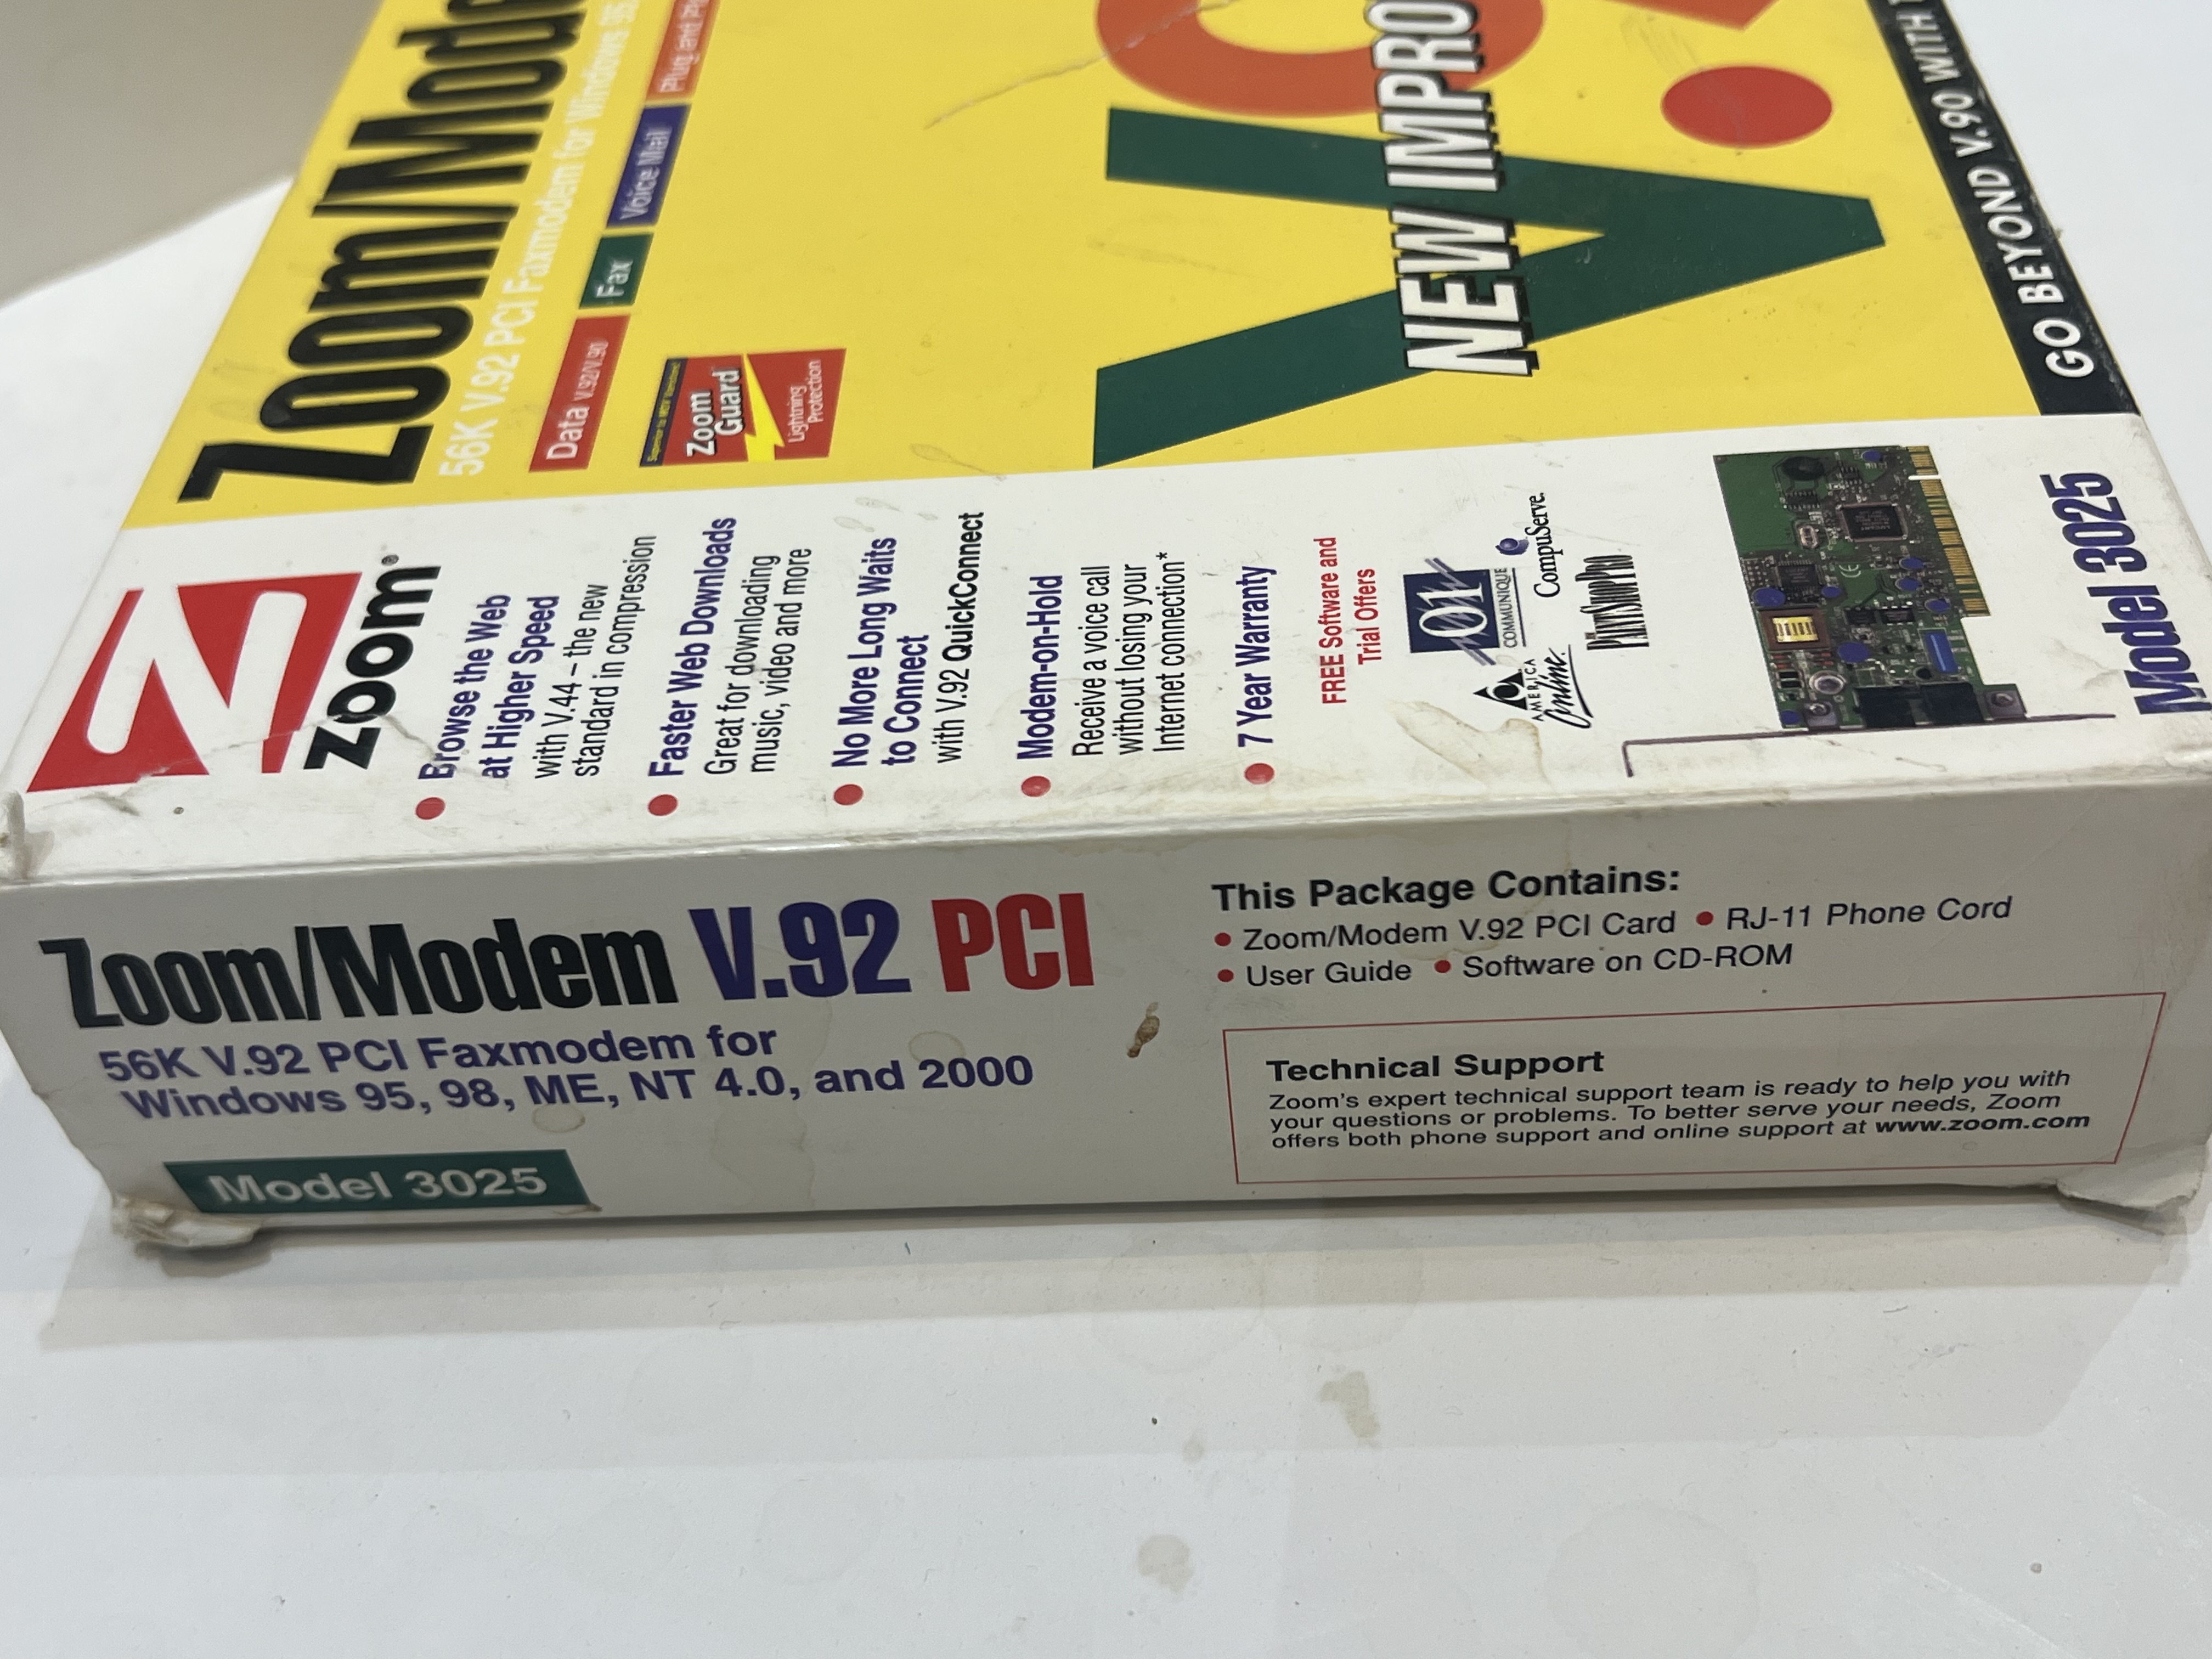 Zoom/Mode
56K V.92 PCI Faxmodem for Windows 95,
Data V.92/V.90
Fax
Voice Mail
Plug and Pl
Zoom
Guard
Lightning
Protection
V.
NEW IMPRO
GO BEYOND V.90 WITH
zoom®
• Browse the Web
at Higher Speed
with V.44 – the new
standard in compression
• Faster Web Downloads
Great for downloading
music, video and more
• No More Long Waits
to Connect
with V.92 QuickConnect
• Modem-on-Hold
Receive a voice call
without losing your
Internet connection*
• 7 Year Warranty
FREE Software and
Trial Offers
AMERICA
Online.
01
COMMUNIQUE
CompuServe.
PAINTSHOPPRO
Model 3025
Zoom/Modem V.92 PCI
56K V.92 PCI Faxmodem for
Windows 95, 98, ME, NT 4.0, and 2000
Model 3025
This Package Contains:
• Zoom/Modem V.92 PCI Card • RJ-11 Phone Cord
• User Guide • Software on CD-ROM
Technical Support
Zoom's expert technical support team is ready to help you with
your questions or problems. To better serve your needs, Zoom
offers both phone support and online support at www.zoom.com